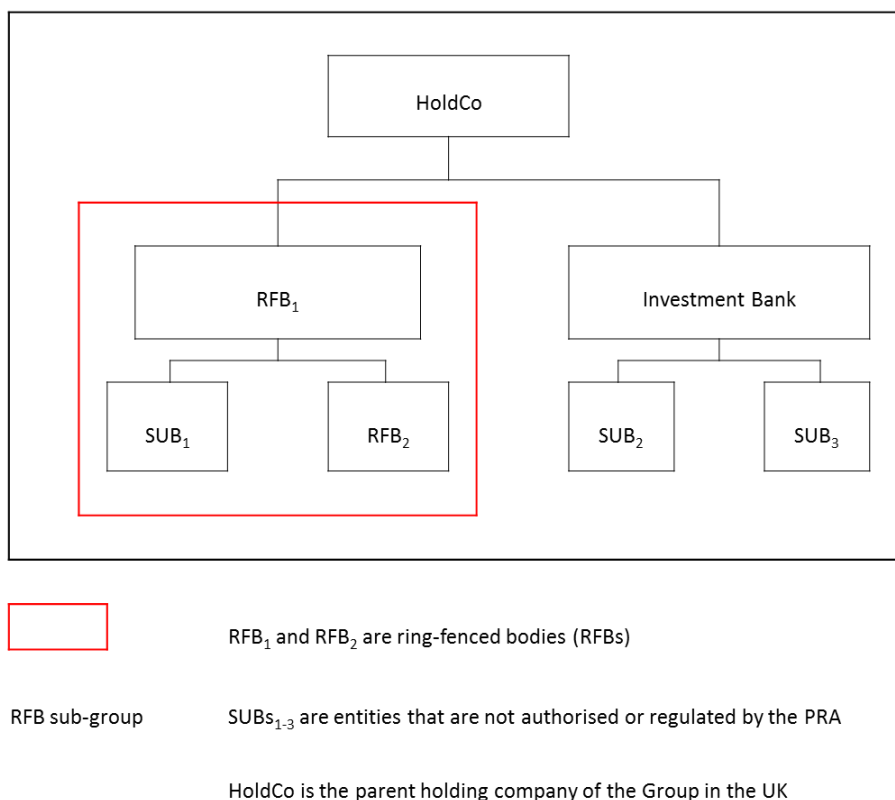 HoldCo
RFB₁
Investment Bank
SUB₁
RFB₂
SUB₂
SUB₃
RFB₁ and RFB₂ are ring-fenced bodies (RFBs)
RFB sub-group
SUBs₁₋₃ are entities that are not authorised or regulated by the PRA
HoldCo is the parent holding company of the Group in the UK